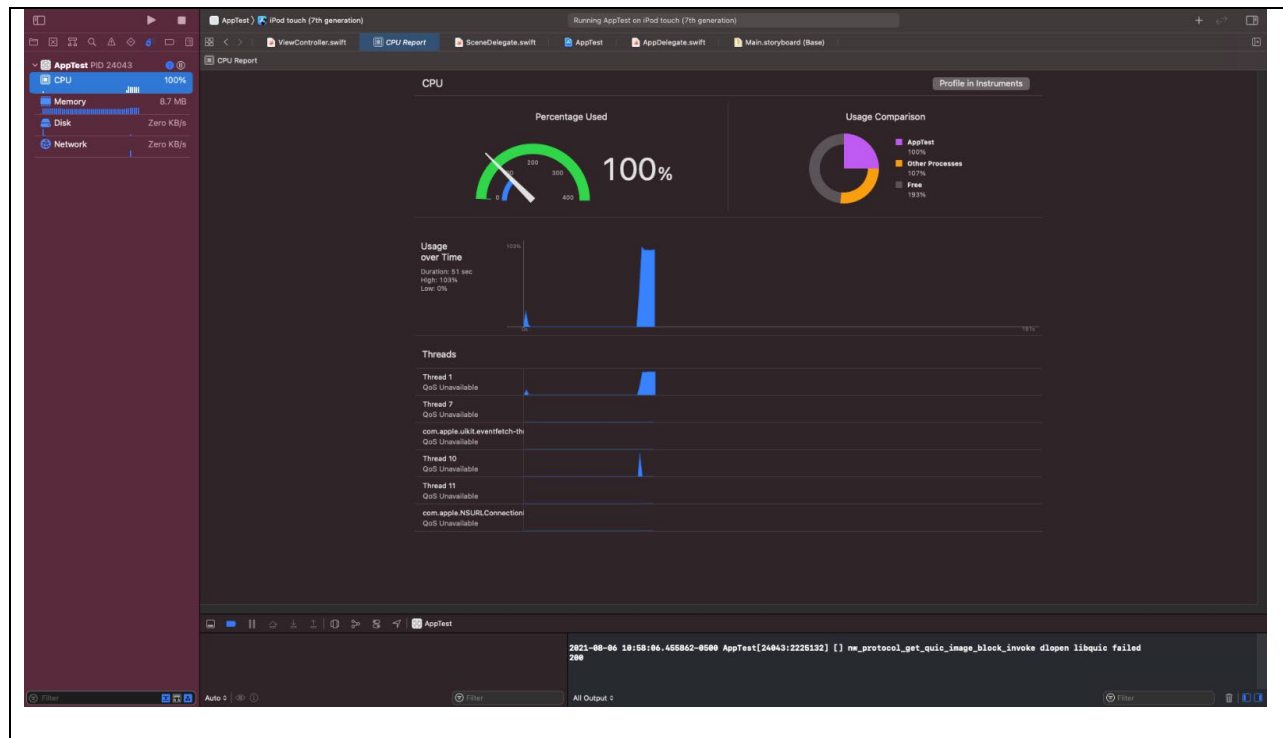 AppTest 〉 iPod touch (7th generation)
Running AppTest on iPod touch (7th generation)
ViewController.swift
CPU Report
SceneDelegate.swift
AppTest
AppDelegate.swift
Main.storyboard (Base)
CPU Report
AppTest PID 24043
CPU 100%
Memory 8.7 MB
Disk Zero KB/s
Network Zero KB/s
CPU
Profile in Instruments
Percentage Used
0
200
300
400
100%
Usage Comparison
AppTest
100%
Other Processes
107%
Free
193%
Usage
over Time
Duration: 51 sec
High: 103%
Low: 0%
103%
0s
Threads
Thread 1
QoS Unavailable
Thread 7
QoS Unavailable
com.apple.uikit.eventfetch-th
QoS Unavailable
Thread 10
QoS Unavailable
Thread 11
QoS Unavailable
com.apple.NSURLConnection
QoS Unavailable
AppTest
2021-08-06 10:58:06.455862-0500 AppTest[24043:2225132] [] nw_protocol_get_quic_image_block_invoke dlopen libquic failed
200
Filter
Auto
Filter
All Output
Filter